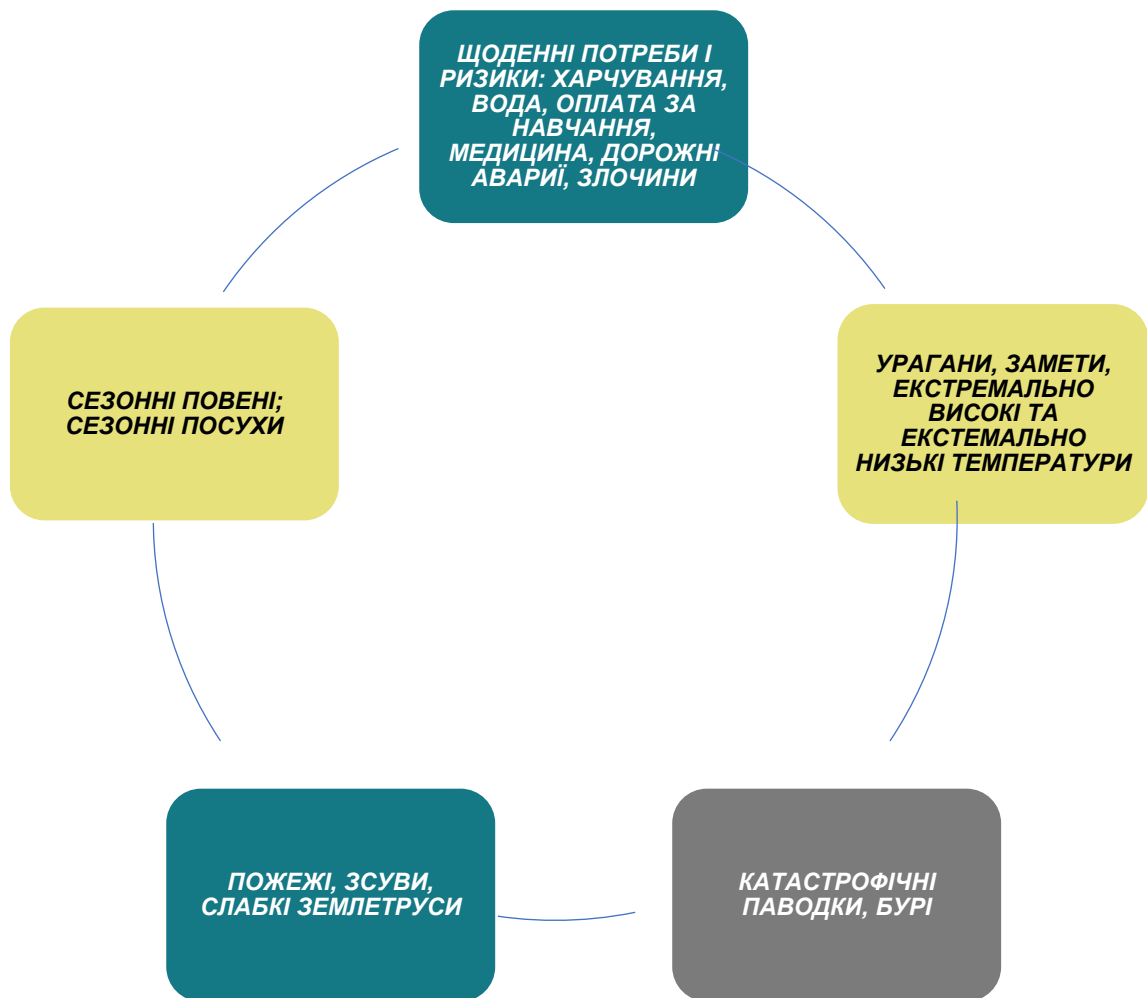 ЩОДЕННІ ПОТРЕБИ І
РИЗИКИ: ХАРЧУВАННЯ,
ВОДА, ОПЛАТА ЗА
НАВЧАННЯ,
МЕДИЦИНА, ДОРОЖНІ
АВАРИЇ, ЗЛОЧИНИ
УРАГАНИ, ЗАМЕТИ,
ЕКСТРЕМАЛЬНО
ВИСОКІ ТА
ЕКСТЕМАЛЬНО
НИЗЬКІ ТЕМПЕРАТУРИ
КАТАСТРОФІЧНІ
ПАВОДКИ, БУРІ
ПОЖЕЖІ, ЗСУВИ,
СЛАБКІ ЗЕМЛЕТРУСИ
СЕЗОННІ ПОВЕНІ;
СЕЗОННІ ПОСУХИ